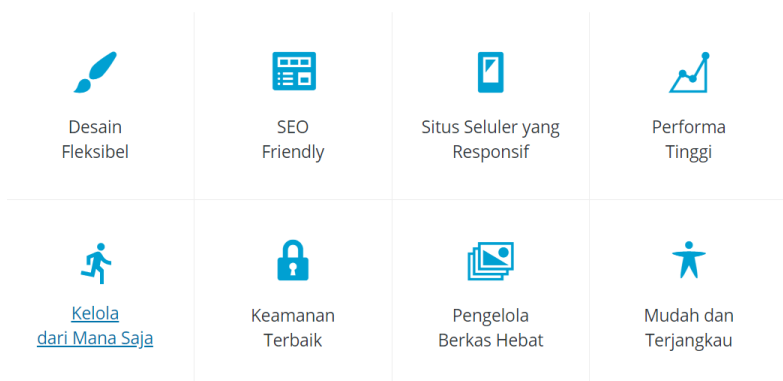 Desain
Fleksibel
SEO
Friendly
Situs Seluler yang
Responsif
Performa
Tinggi
Kelola
dari Mana Saja
Keamanan
Terbaik
Pengelola
Berkas Hebat
Mudah dan
Terjangkau